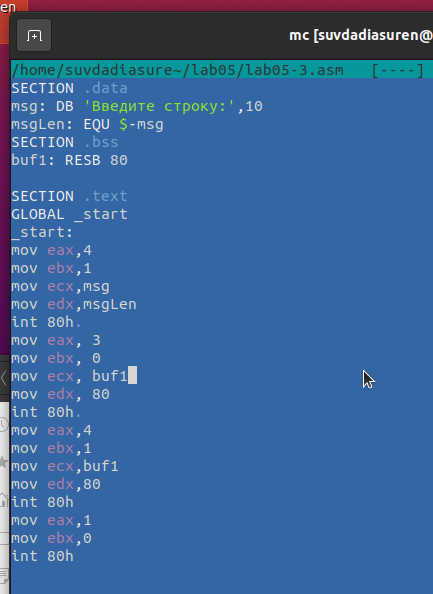 en
mc [suvdadiasuren@
/home/suvdadiasure~/lab05/lab05-3.asm   [----]
SECTION .data
msg: DB 'Введите строку:',10
msgLen: EQU $-msg
SECTION .bss
buf1: RESB 80

SECTION .text
GLOBAL _start
_start:
mov eax,4
mov ebx,1
mov ecx,msg
mov edx,msgLen
int 80h.
mov eax, 3
mov ebx, 0
mov ecx, buf1
mov edx, 80
int 80h.
mov eax,4
mov ebx,1
mov ecx,buf1
mov edx,80
int 80h
mov eax,1
mov ebx,0
int 80h